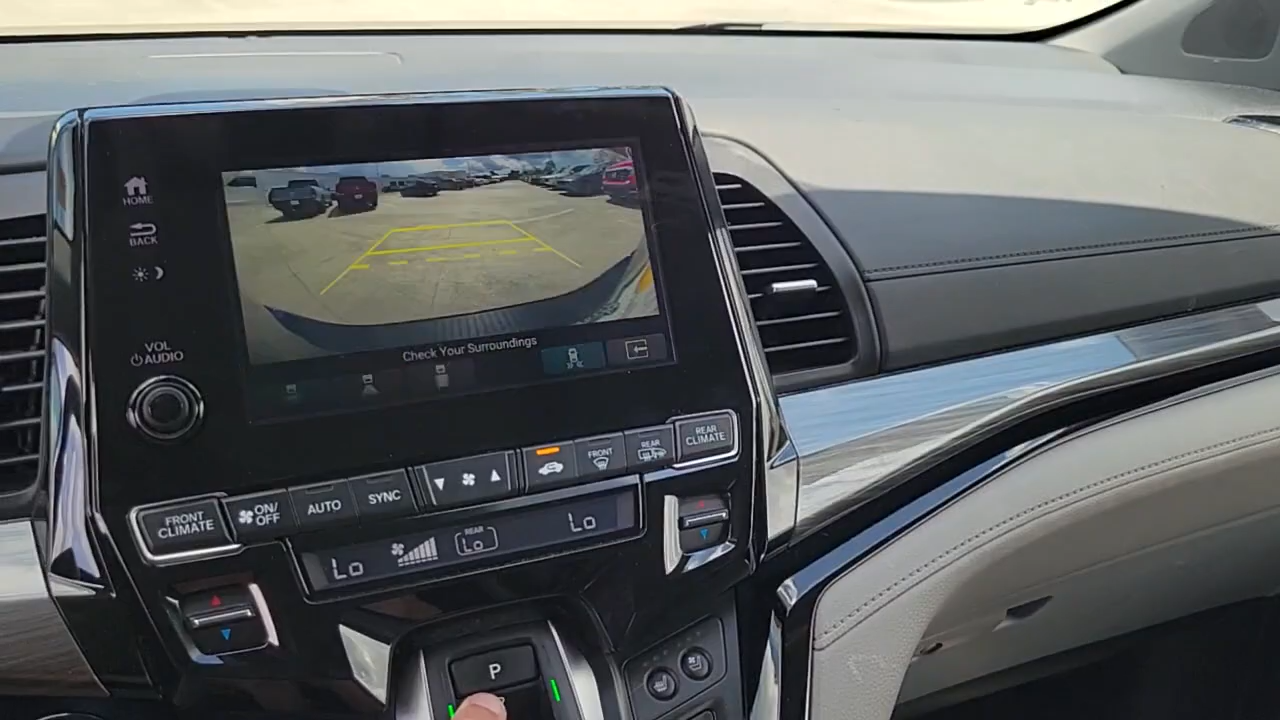 HOME
BACK
VOL
AUDIO
Check Your Surroundings
FRONT
CLIMATE
ON/
OFF
AUTO
SYNC
FRONT
REAR
REAR
CLIMATE
Lo
REAR
Lo
Lo
P